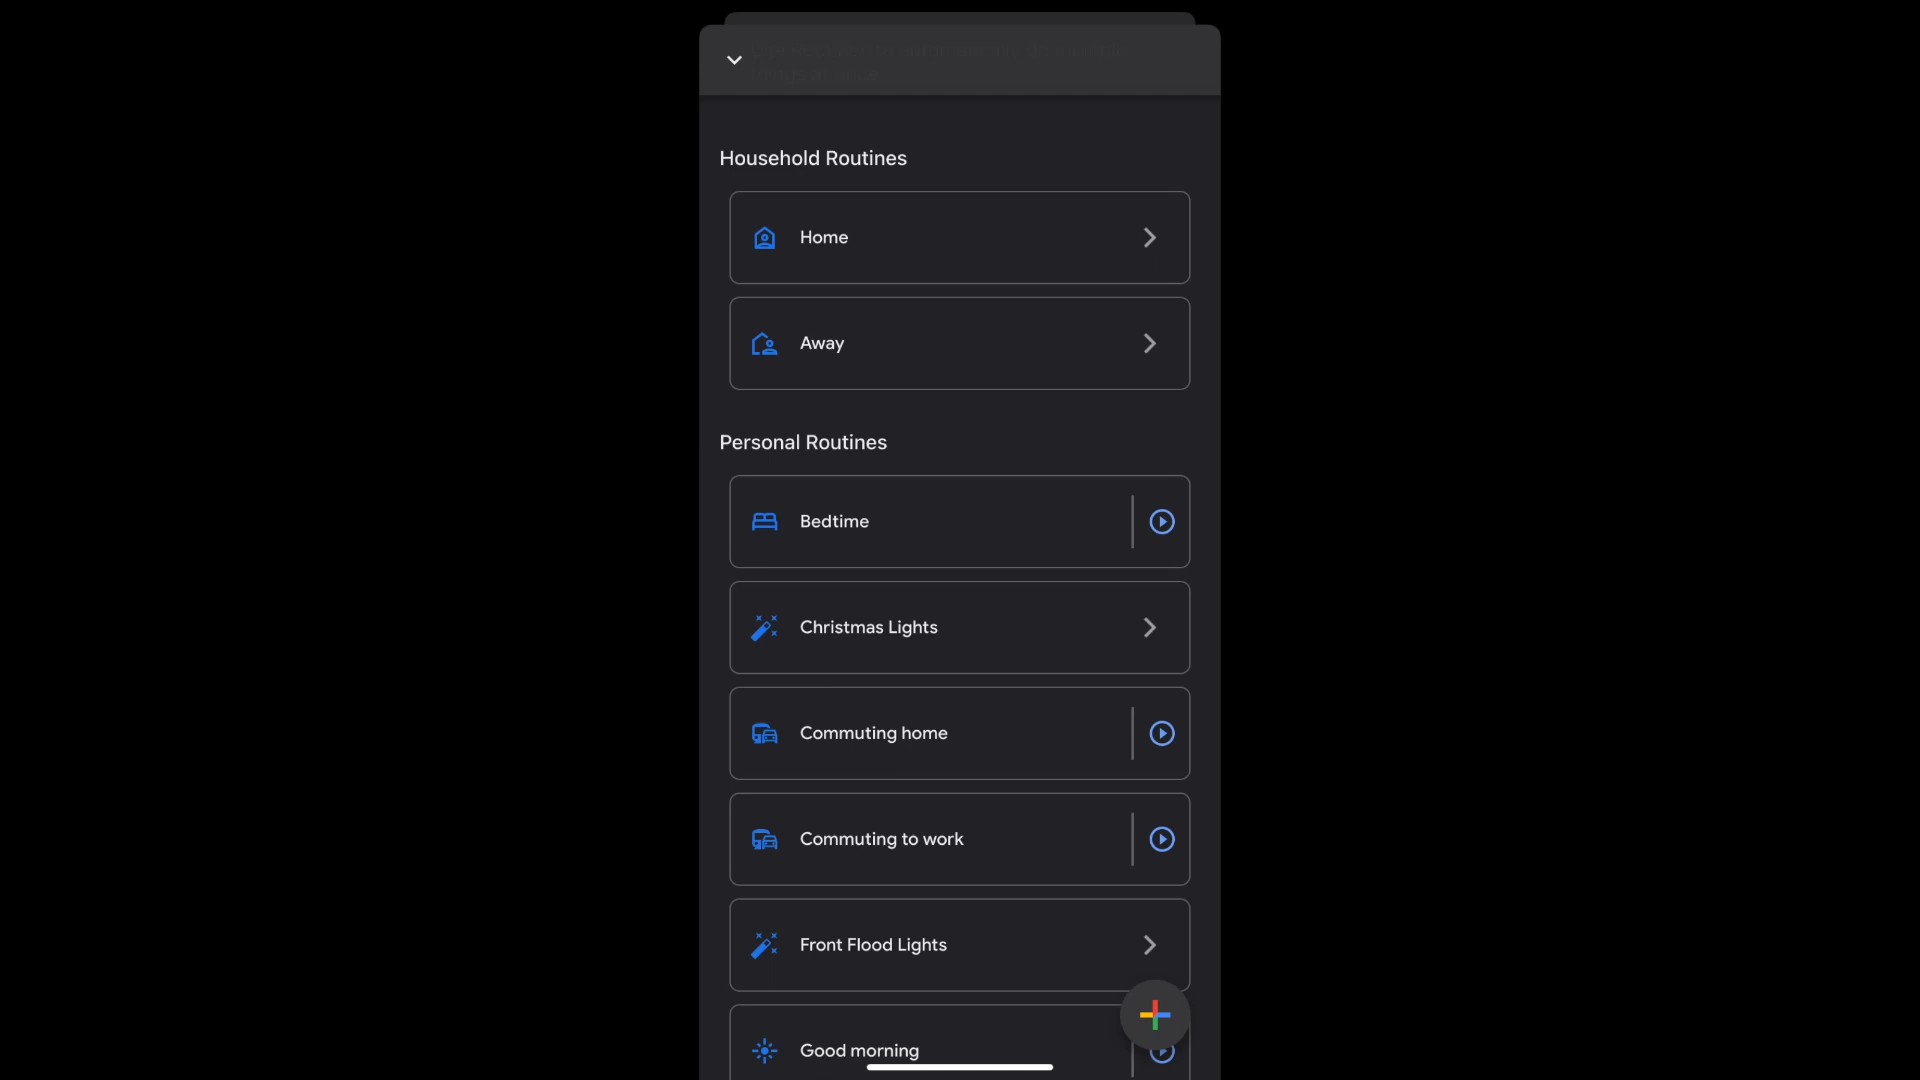 Household Routines
Home
Away
Personal Routines
Bedtime
Christmas Lights
Commuting home
Commuting to work
Front Flood Lights
Good morning